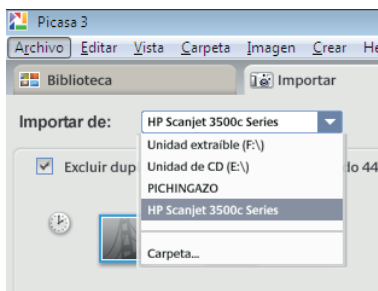 Picasa 3
Archivo Editar Vista Carpeta Imagen Crear He
Biblioteca Importar
Importar de: HP Scanjet 3500c Series
Unidad extraíble (F:\)
Excluir dup Unidad de CD (E:\) do 44
PICHINGAZO
HP Scanjet 3500c Series
Carpeta...